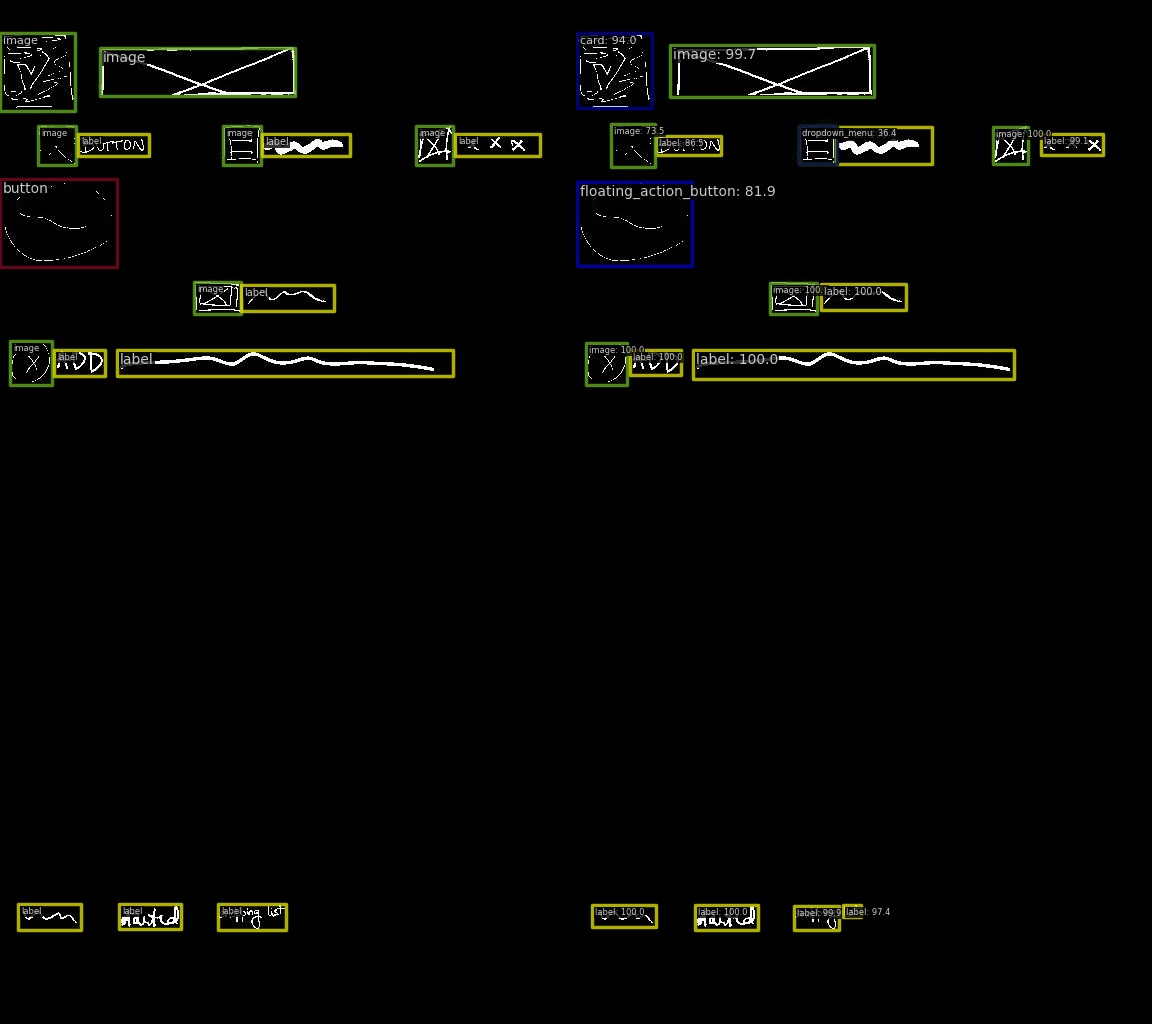 image
image
card: 94.0
image: 99.7
image
label
BUTTON
image
label
image
label
image: 73.5
label: 86.5
dropdown_menu: 36.4
image: 100.0
label: 99.1
button
floating_action_button: 81.9
image
label
image: 100.
label: 100.0
image
label
label
image: 100.0
label: 100.0
label: 100.0
label
label
label
list
label: 100.0
label: 100.0
label: 99.9
label: 97.4